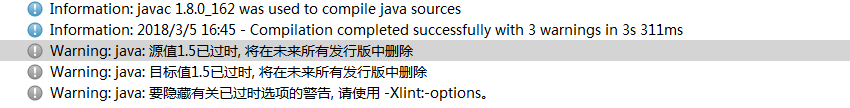 Information: javac 1.8.0_162 was used to compile java sources
Information: 2018/3/5 16:45 - Compilation completed successfully with 3 warnings in 3s 311ms
Warning: java: 源值1.5已过时, 将在未来所有发行版中删除
Warning: java: 目标值1.5已过时, 将在未来所有发行版中删除
Warning: java: 要隐藏有关已过时选项的警告, 请使用 -Xlint:-options。